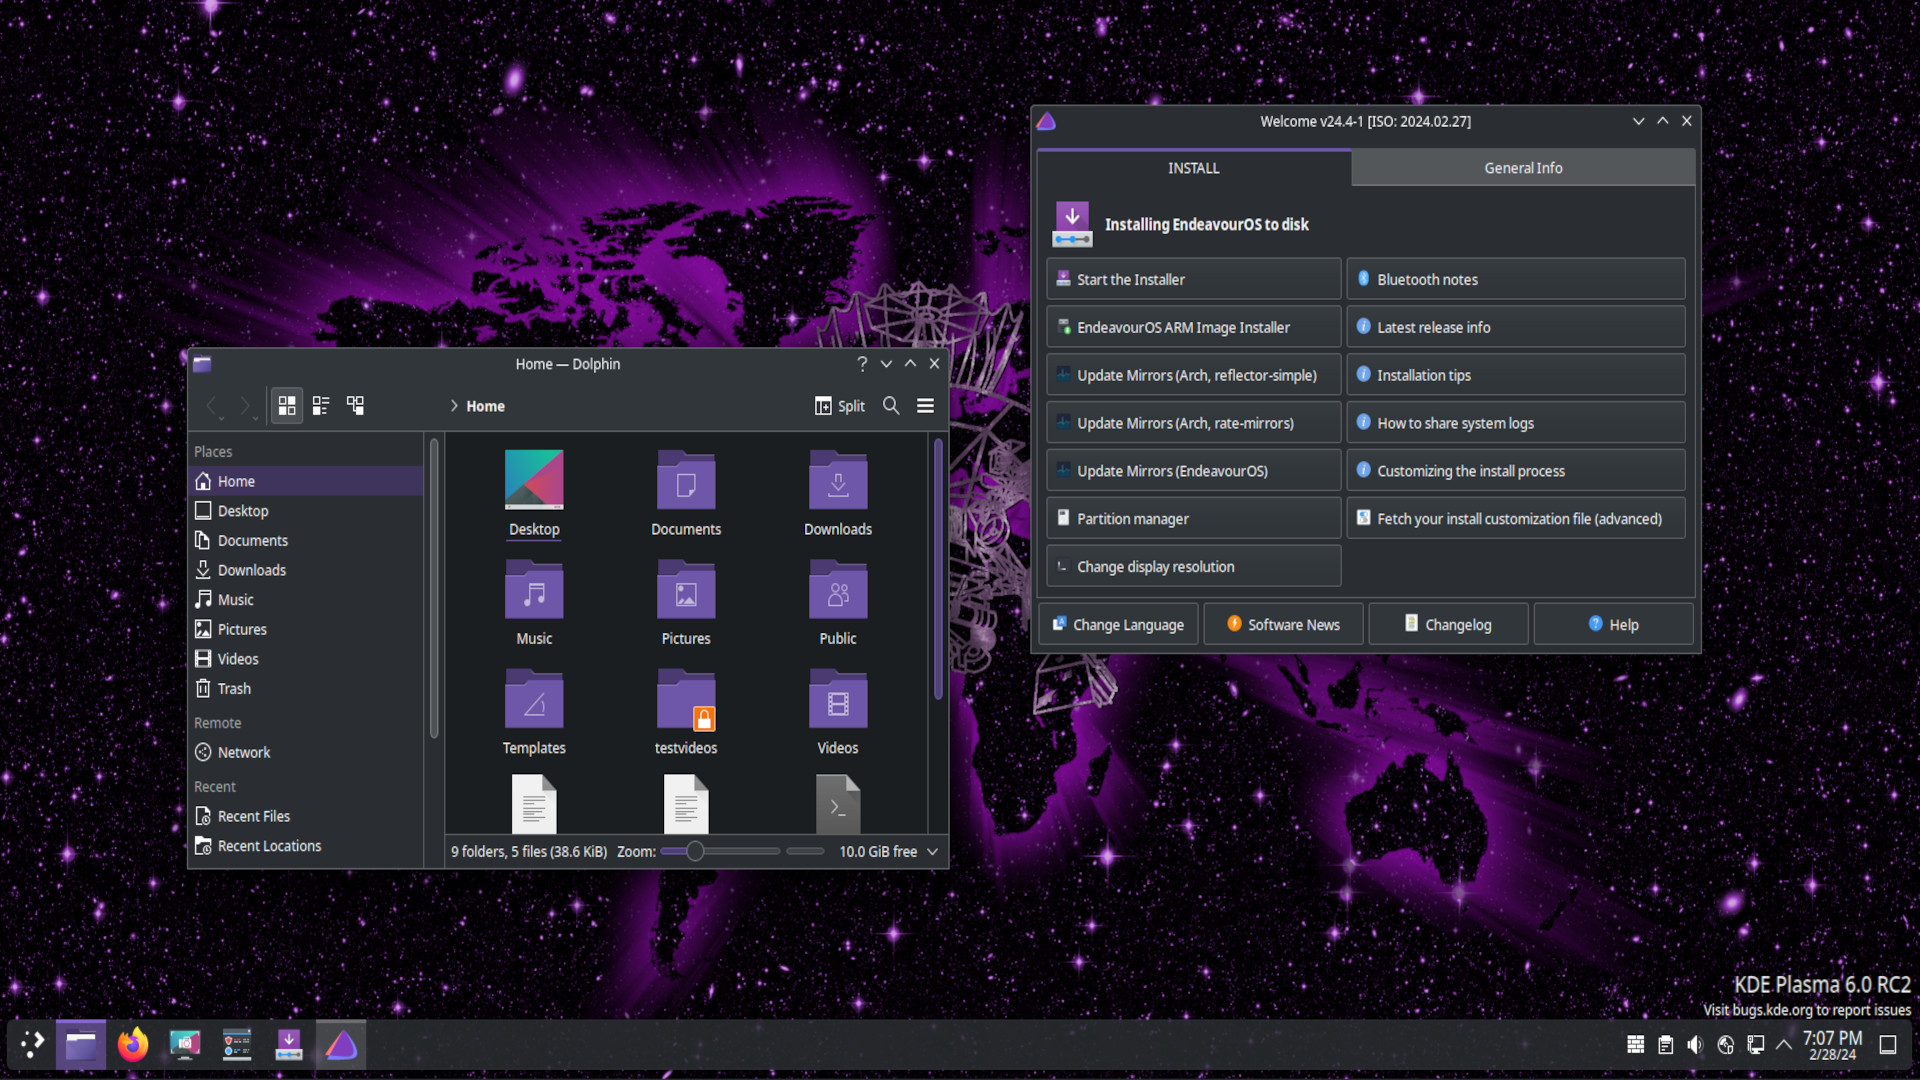 Welcome v24.4-1 [ISO: 2024.02.27]
INSTALL
General Info
Installing EndeavourOS to disk
Start the Installer
Bluetooth notes
EndeavourOS ARM Image Installer
Latest release info
Update Mirrors (Arch, reflector-simple)
Installation tips
Update Mirrors (Arch, rate-mirrors)
How to share system logs
Update Mirrors (EndeavourOS)
Customizing the install process
Partition manager
Fetch your install customization file (advanced)
Change display resolution
Change Language
Software News
Changelog
Help
Home — Dolphin
Home
Split
Places
Home
Desktop
Documents
Downloads
Music
Pictures
Videos
Trash
Remote
Network
Recent
Recent Files
Recent Locations
Desktop
Documents
Downloads
Music
Pictures
Public
Templates
testvideos
Videos
9 folders, 5 files (38.6 KiB)
Zoom:
10.0 GiB free
KDE Plasma 6.0 RC2
Visit bugs.kde.org to report issues
7:07 PM
2/28/24